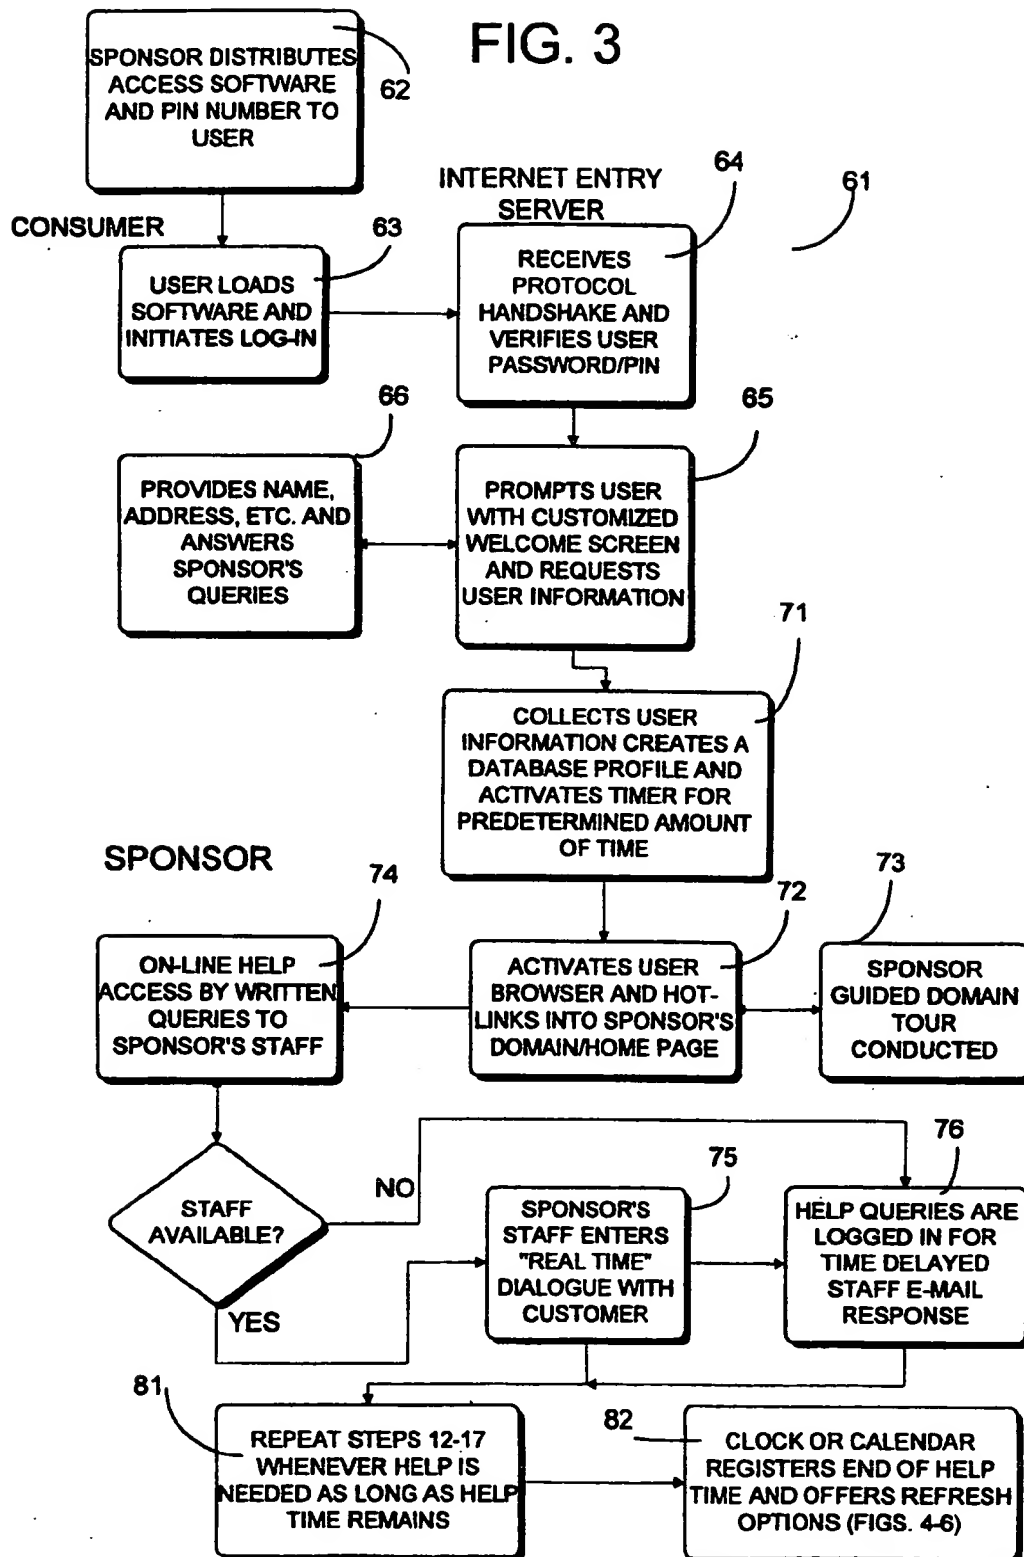 FIG. 3
SPONSOR DISTRIBUTES
ACCESS SOFTWARE
AND PIN NUMBER TO
USER
62
CONSUMER
INTERNET ENTRY
SERVER
64
61
63
USER LOADS
SOFTWARE AND
INITIATES LOG-IN
RECEIVES
PROTOCOL
HANDSHAKE AND
VERIFIES USER
PASSWORD/PIN
66
65
PROVIDES NAME,
ADDRESS, ETC. AND
ANSWERS
SPONSOR'S
QUERIES
PROMPTS USER
WITH CUSTOMIZED
WELCOME SCREEN
AND REQUESTS
USER INFORMATION
71
COLLECTS USER
INFORMATION CREATES A
DATABASE PROFILE AND
ACTIVATES TIMER FOR
PREDETERMINED AMOUNT
OF TIME
SPONSOR
74
72
73
ON-LINE HELP
ACCESS BY WRITTEN
QUERIES TO
SPONSOR'S STAFF
ACTIVATES USER
BROWSER AND HOT-
LINKS INTO SPONSOR'S
DOMAIN/HOME PAGE
SPONSOR
GUIDED DOMAIN
TOUR
CONDUCTED
STAFF
AVAILABLE?
NO
YES
75
76
SPONSOR'S
STAFF ENTERS
"REAL TIME"
DIALOGUE WITH
CUSTOMER
HELP QUERIES ARE
LOGGED IN FOR
TIME DELAYED
STAFF E-MAIL
RESPONSE
81
REPEAT STEPS 12-17
WHENEVER HELP IS
NEEDED AS LONG AS HELP
TIME REMAINS
82
CLOCK OR CALENDAR
REGISTERS END OF HELP
TIME AND OFFERS REFRESH
OPTIONS (FIGS. 4-6)